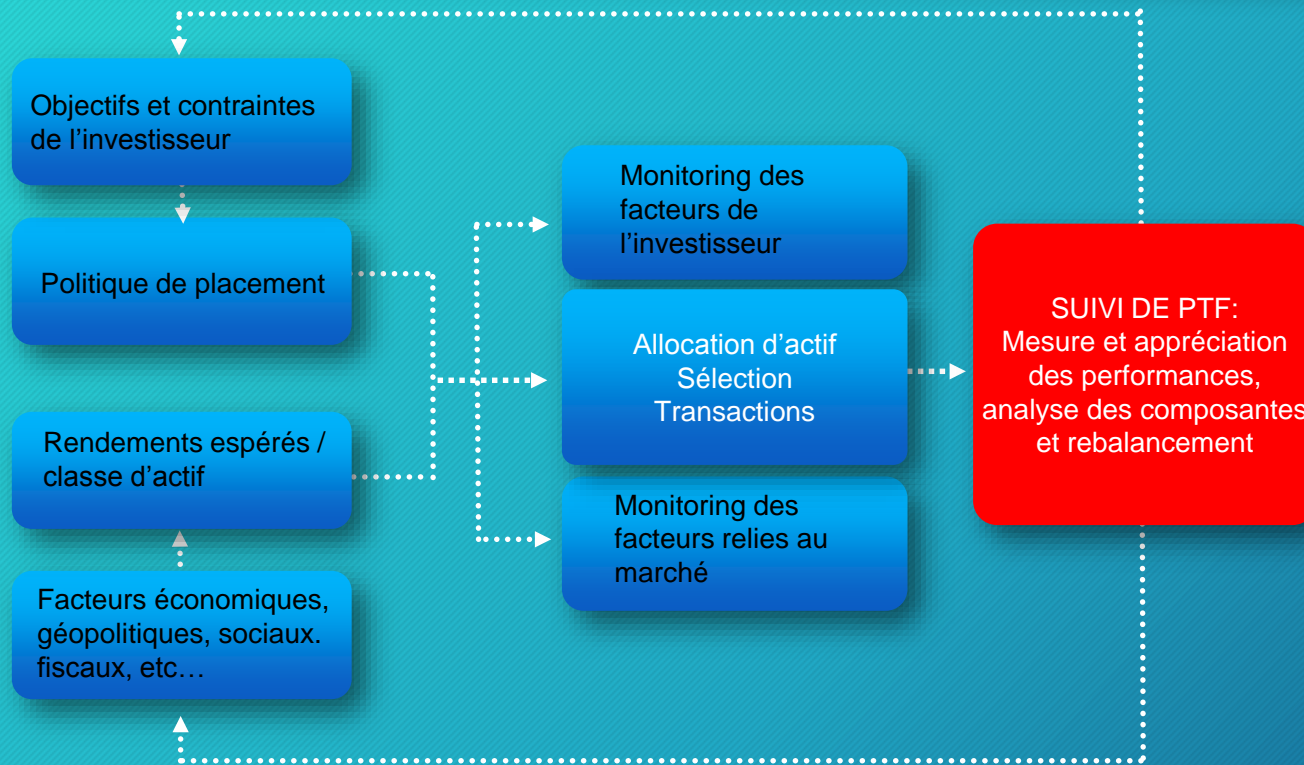 Objectifs et contraintes
de l’investisseur
Politique de placement
Rendements espérés /
classe d’actif
Facteurs économiques,
géopolitiques, sociaux.
fiscaux, etc…
Monitoring des
facteurs de
l’investisseur
Allocation d’actif
Sélection
Transactions
Monitoring des
facteurs relies au
marché
SUIVI DE PTF:
Mesure et appréciation
des performances,
analyse des composantes
et rebalancement